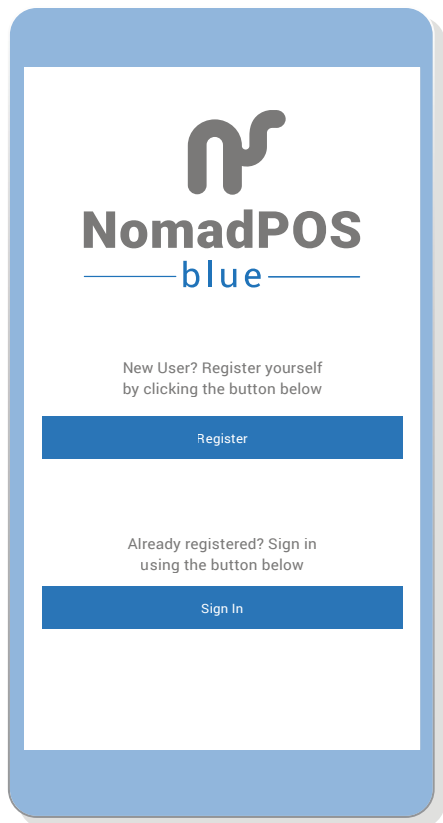 NomadPOS
blue
New User? Register yourself
by clicking the button below
Register
Already registered? Sign in
using the button below
Sign In